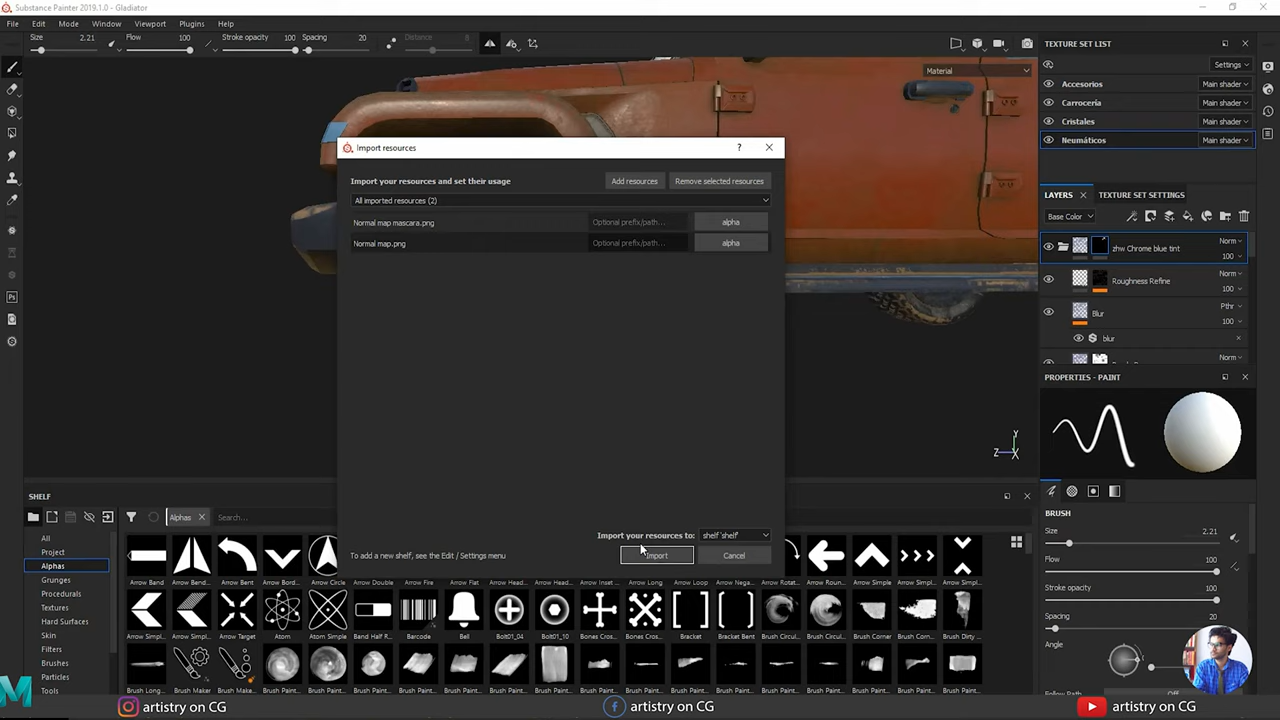 Substance Painter 2019.1.0 - Gladiator
File Edit Mode Window Viewport Plugins Help
Size 2.21 Flow 100 Stroke opacity 100 Spacing 20 Distance 8
Material
TEXTURE SET LIST
Settings
Accesorios Main shader
Carrocería Main shader
Cristales Main shader
Neumáticos Main shader
LAYERS TEXTURE SET SETTINGS
Base Color
zhw Chrome blue tint Norm 100
Roughness Refine Norm 100
Blur Pthr 100
blur
Norm
PROPERTIES - PAINT
BRUSH
Size 2.21
Flow 100
Stroke opacity 100
Spacing 20
Angle
Follow Path Off
Import resources ?
Import your resources and set their usage Add resources Remove selected resources
All imported resources (2)
Normal map mascara.png Optional prefix/path... alpha
Normal map.png Optional prefix/path... alpha
Import your resources to: shelf 'shelf'
To add a new shelf, see the Edit / Settings menu Import Cancel
Y
Z X
SHELF
Alphas Search...
All
Project
Alphas
Grunges
Procedurals
Textures
Hard Surfaces
Skin
Filters
Brushes
Particles
Tools
Arrow Band Arrow Bend Arrow Bent Arrow Bold Arrow Circle Arrow Double Arrow Fire Arrow Flat Arrow Head... Arrow Head... Arrow Inset ... Arrow Long Arrow Loop Arrow Nega... Arrow Rotat... Arrow Roun... Arrow Simple Arrow Simpl... Arrow Simpl...
Arrow Simpl... Arrow Simpl... Arrow Target Atom Atom Simple Band Half R... Barcode Bell Bolt01_04 Bolt01_10 Bones Cros... Bones Cros... Bracket Bracket Bent Brush Circu... Brush Circul... Brush Corner Brush Corn... Brush Dirty ...
Brush Long... Brush Maker Brush Make... Brush Paint... Brush Paint... Brush Paint... Brush Paint... Brush Paint... Brush Paint... Brush Paint... Brush Paint... Brush Paint... Brush Paint... Brush Paint... Brush Paint... Brush Paint... Brush Paint... Brush Paint... Brush Paint...
M
artistry on CG artistry on CG artistry on CG